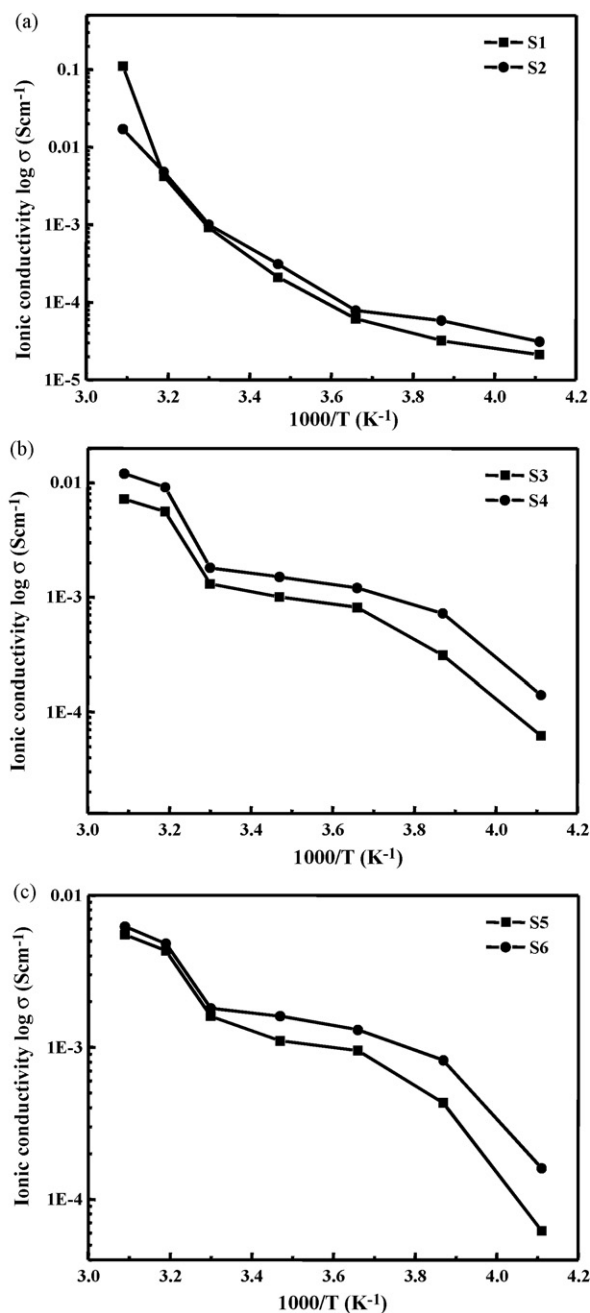 (a)
S1
S2
0.1
0.01
1E-3
1E-4
1E-5
Ionic conductivity log σ (Scm⁻¹)
3.0 3.2 3.4 3.6 3.8 4.0 4.2
1000/T (K⁻¹)
(b)
S3
S4
0.01
1E-3
1E-4
Ionic conductivity log σ (Scm⁻¹)
3.0 3.2 3.4 3.6 3.8 4.0 4.2
1000/T (K⁻¹)
(c)
S5
S6
0.01
1E-3
1E-4
Ionic conductivity log σ (Scm⁻¹)
3.0 3.2 3.4 3.6 3.8 4.0 4.2
1000/T (K⁻¹)